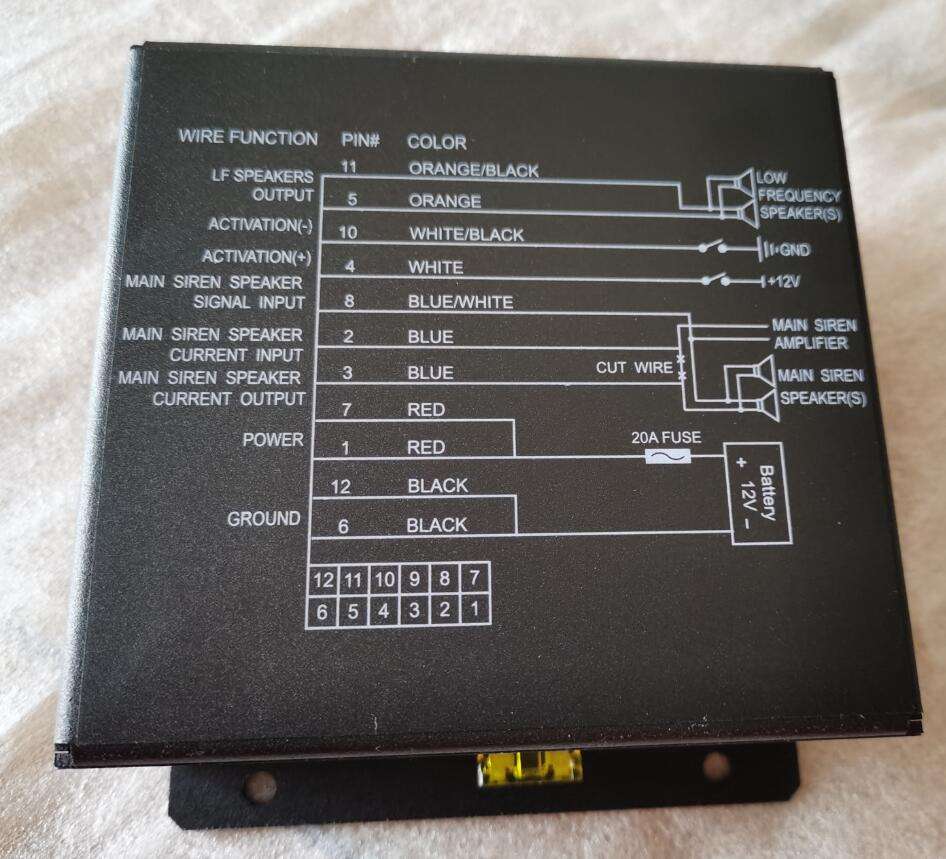 WIRE FUNCTION PIN# COLOR
LF SPEAKERS OUTPUT 11 ORANGE/BLACK
5 ORANGE
LOW FREQUENCY SPEAKER(S)
ACTIVATION(-) 10 WHITE/BLACK GND
ACTIVATION(+) 4 WHITE +12V
MAIN SIREN SPEAKER SIGNAL INPUT 8 BLUE/WHITE
MAIN SIREN SPEAKER CURRENT INPUT 2 BLUE
MAIN SIREN AMPLIFIER
MAIN SIREN SPEAKER CURRENT OUTPUT 3 BLUE
CUT WIRE
MAIN SIREN SPEAKER(S)
7 RED
POWER 1 RED
20A FUSE
12 BLACK
GROUND 6 BLACK
Battery
+ 12V -
12 11 10 9 8 7
6 5 4 3 2 1